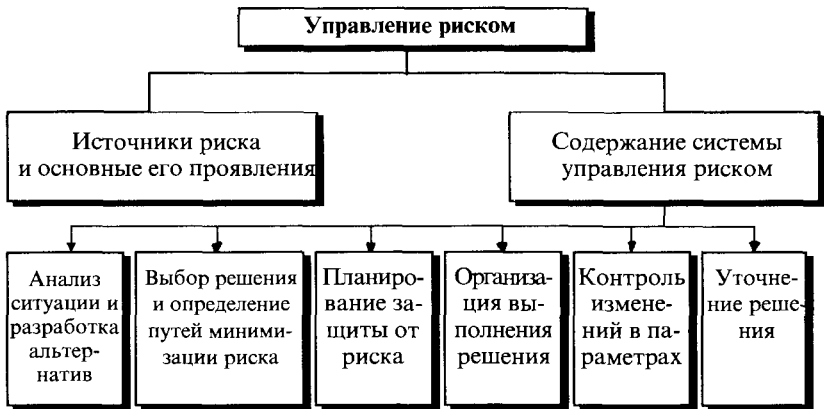 Управление риском
Источники риска
и основные его проявления
Содержание системы
управления риском
Анализ
ситуации и
разработка
альтер-
натив
Выбор решения
и определение
путей миними-
зации риска
Планиро-
вание за-
щиты от
риска
Организа-
ция вы-
полнения
решения
Контроль
изменe-
ний в па-
раметрах
Уточне-
ние реше-
ния